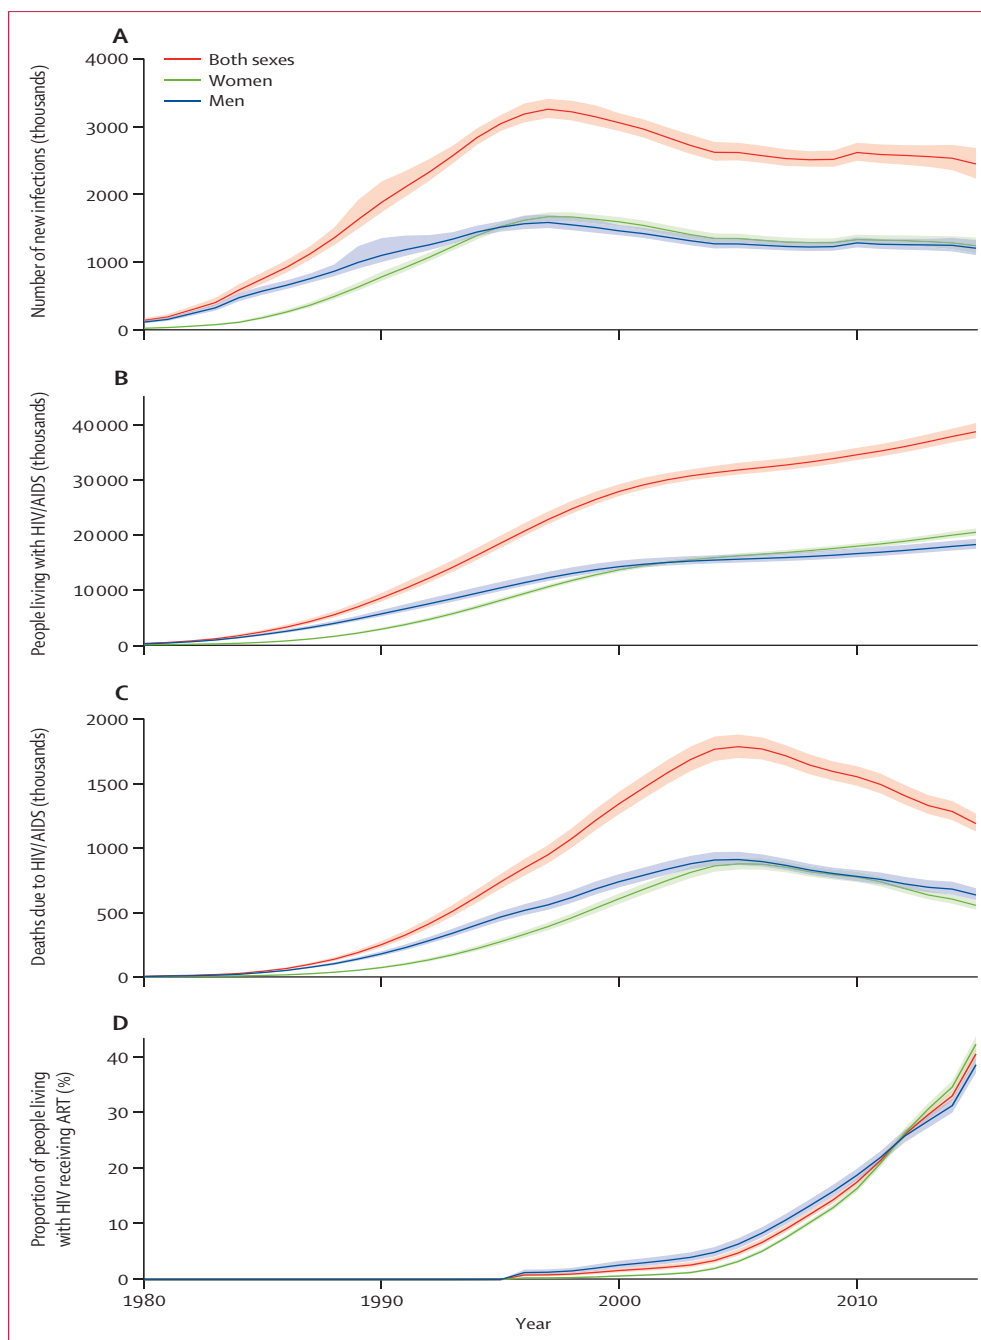 A
4000
3000
2000
1000
0
Number of new infections (thousands)
Both sexes
Women
Men
B
40 000
30 000
20 000
10 000
0
People living with HIV/AIDS (thousands)
C
2000
1500
1000
500
0
Deaths due to HIV/AIDS (thousands)
D
40
30
20
10
0
Proportion of people living
with HIV receiving ART (%)
1980
1990
2000
2010
Year